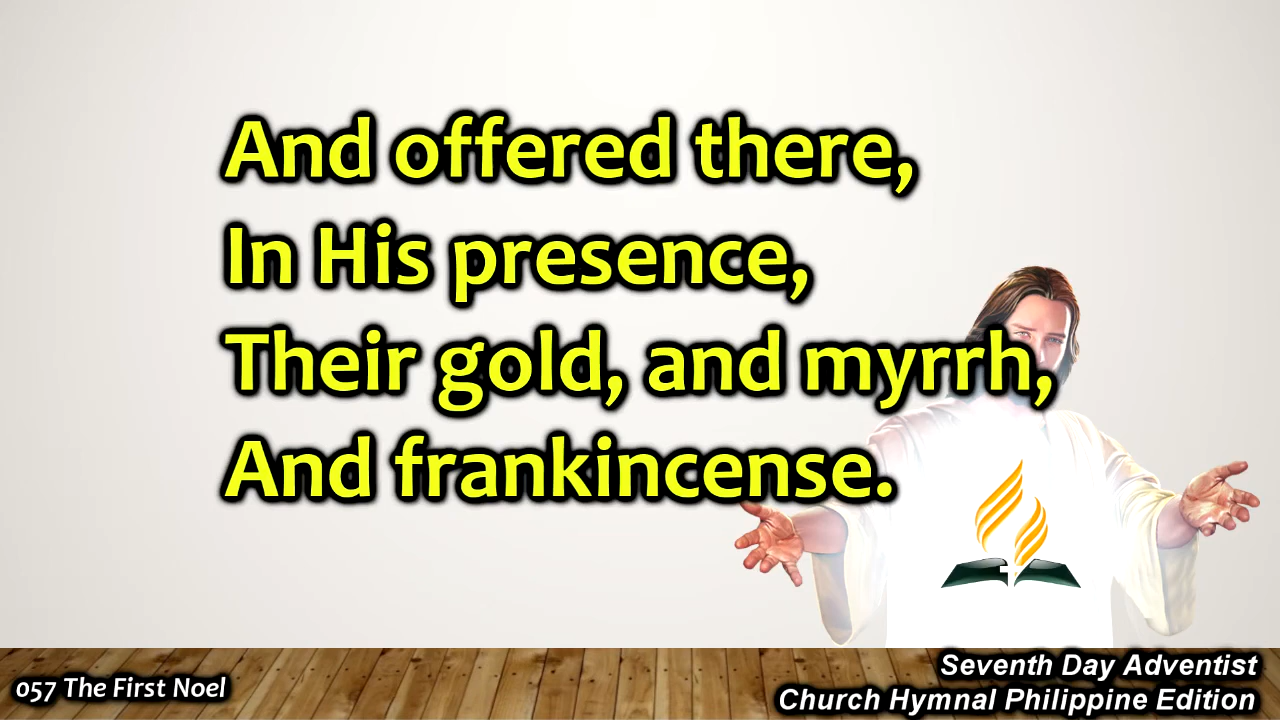 And offered there,
In His presence,
Their gold, and myrrh,
And frankincense.
057 The First Noel
Seventh Day Adventist
Church Hymnal Philippine Edition